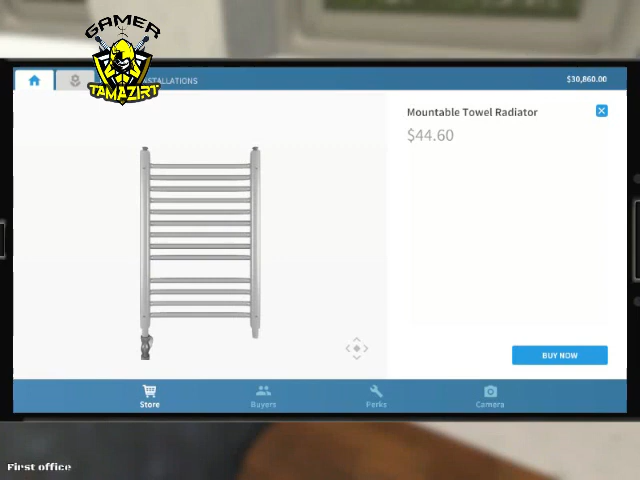 GAMER
TAMAZIRT
STALLATIONS
$30,860.00
Mountable Towel Radiator
$44.60
BUY NOW
Store
Buyers
Perks
Camera
First office